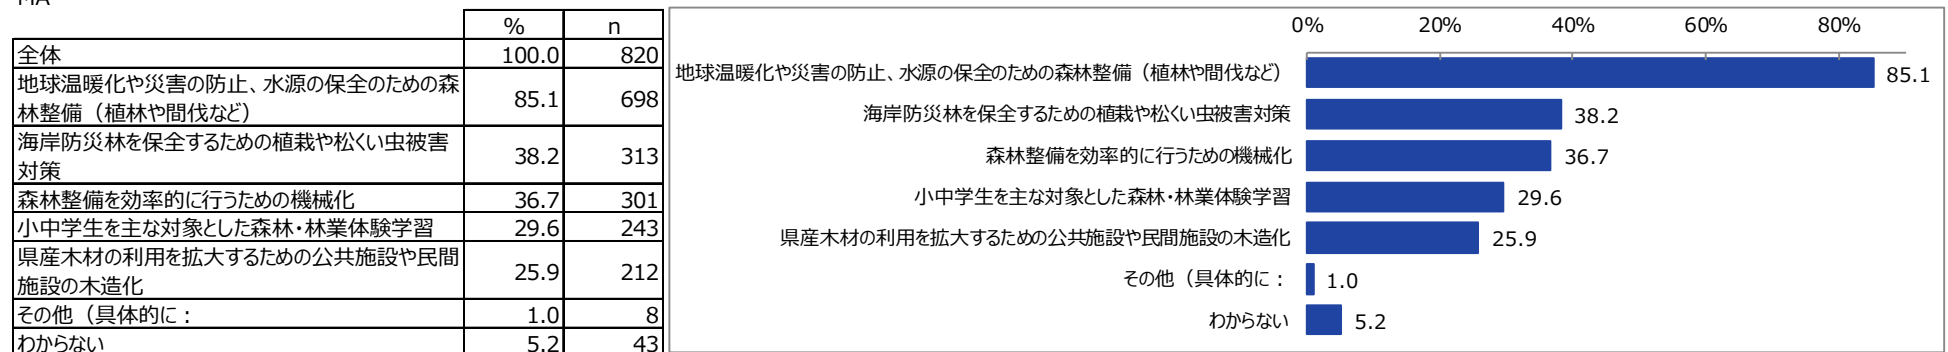 MA
% n
全体 100.0 820
地球温暖化や災害の防止、水源の保全のための森
林整備（植林や間伐など） 85.1 698
海岸防災林を保全するための植栽や松くい虫被害
対策 38.2 313
森林整備を効率的に行うための機械化 36.7 301
小中学生を主な対象とした森林・林業体験学習 29.6 243
県産木材の利用を拡大するための公共施設や民間
施設の木造化 25.9 212
その他（具体的に： 1.0 8
わからない 5.2 43
0% 20% 40% 60% 80%
地球温暖化や災害の防止、水源の保全のための森林整備（植林や間伐など） 85.1
海岸防災林を保全するための植栽や松くい虫被害対策 38.2
森林整備を効率的に行うための機械化 36.7
小中学生を主な対象とした森林・林業体験学習 29.6
県産木材の利用を拡大するための公共施設や民間施設の木造化 25.9
その他（具体的に： 1.0
わからない 5.2